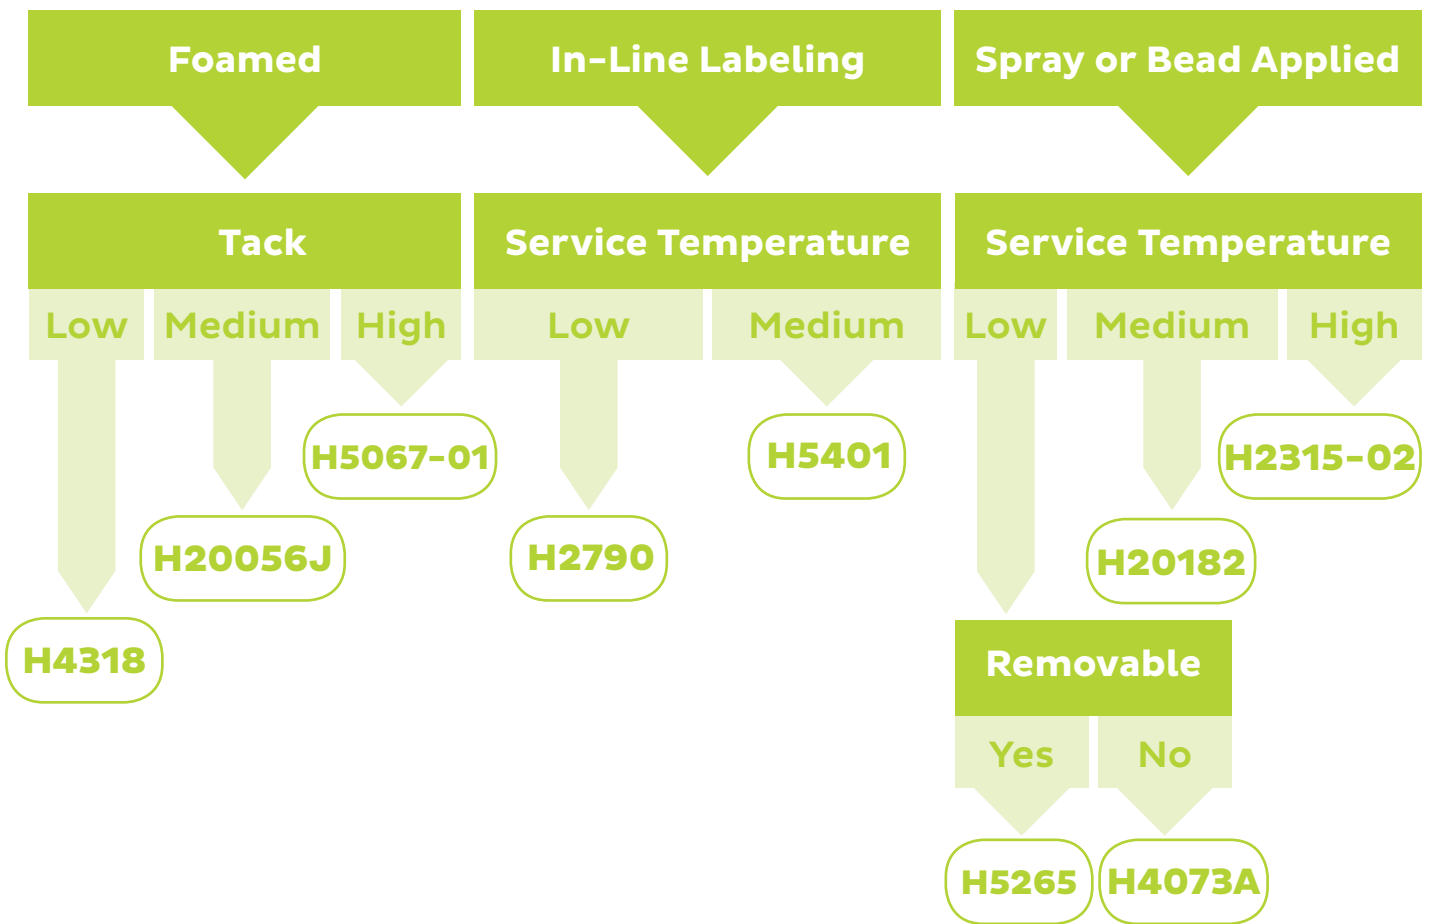 Foamed
In-Line Labeling
Spray or Bead Applied
Tack
Service Temperature
Service Temperature
Low
Medium
High
Low
Medium
Low
Medium
High
H5067-01
H5401
H2315-02
H20056J
H2790
H20182
H4318
Removable
Yes
No
H5265
H4073A